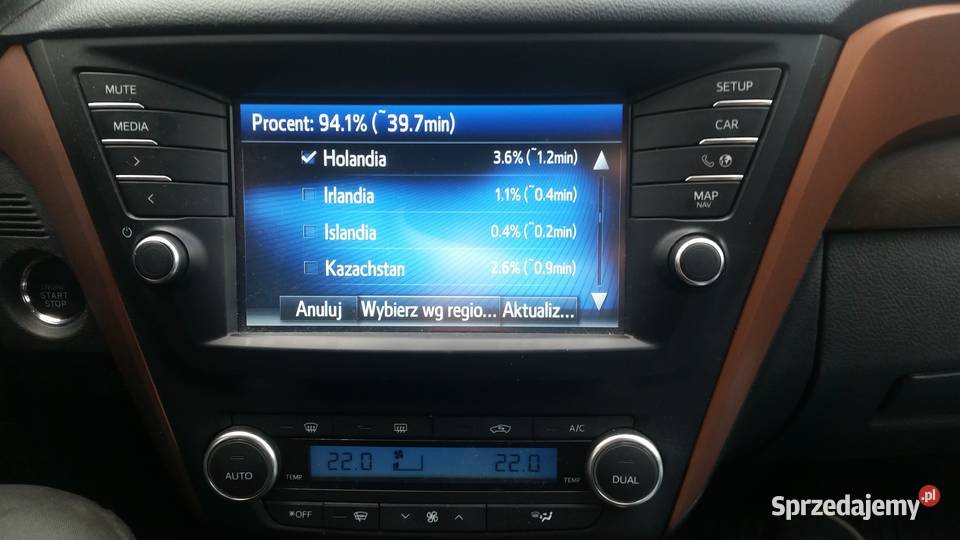 MUTE
MEDIA
SETUP
CAR
MAP
NAV
Procent: 94.1% (~39.7min)
Holandia 3.6% (~1.2min)
Irlandia 1.1% (~0.4min)
Islandia 0.4% (~0.2min)
Kazachstan 2.6% (~0.9min)
Anuluj Wybierz wg regio... Aktualiz...
ENGINE
START
STOP
A/C
AUTO
TEMP
22.0
22.0
TEMP
DUAL
OFF
Sprzedajemy.pl